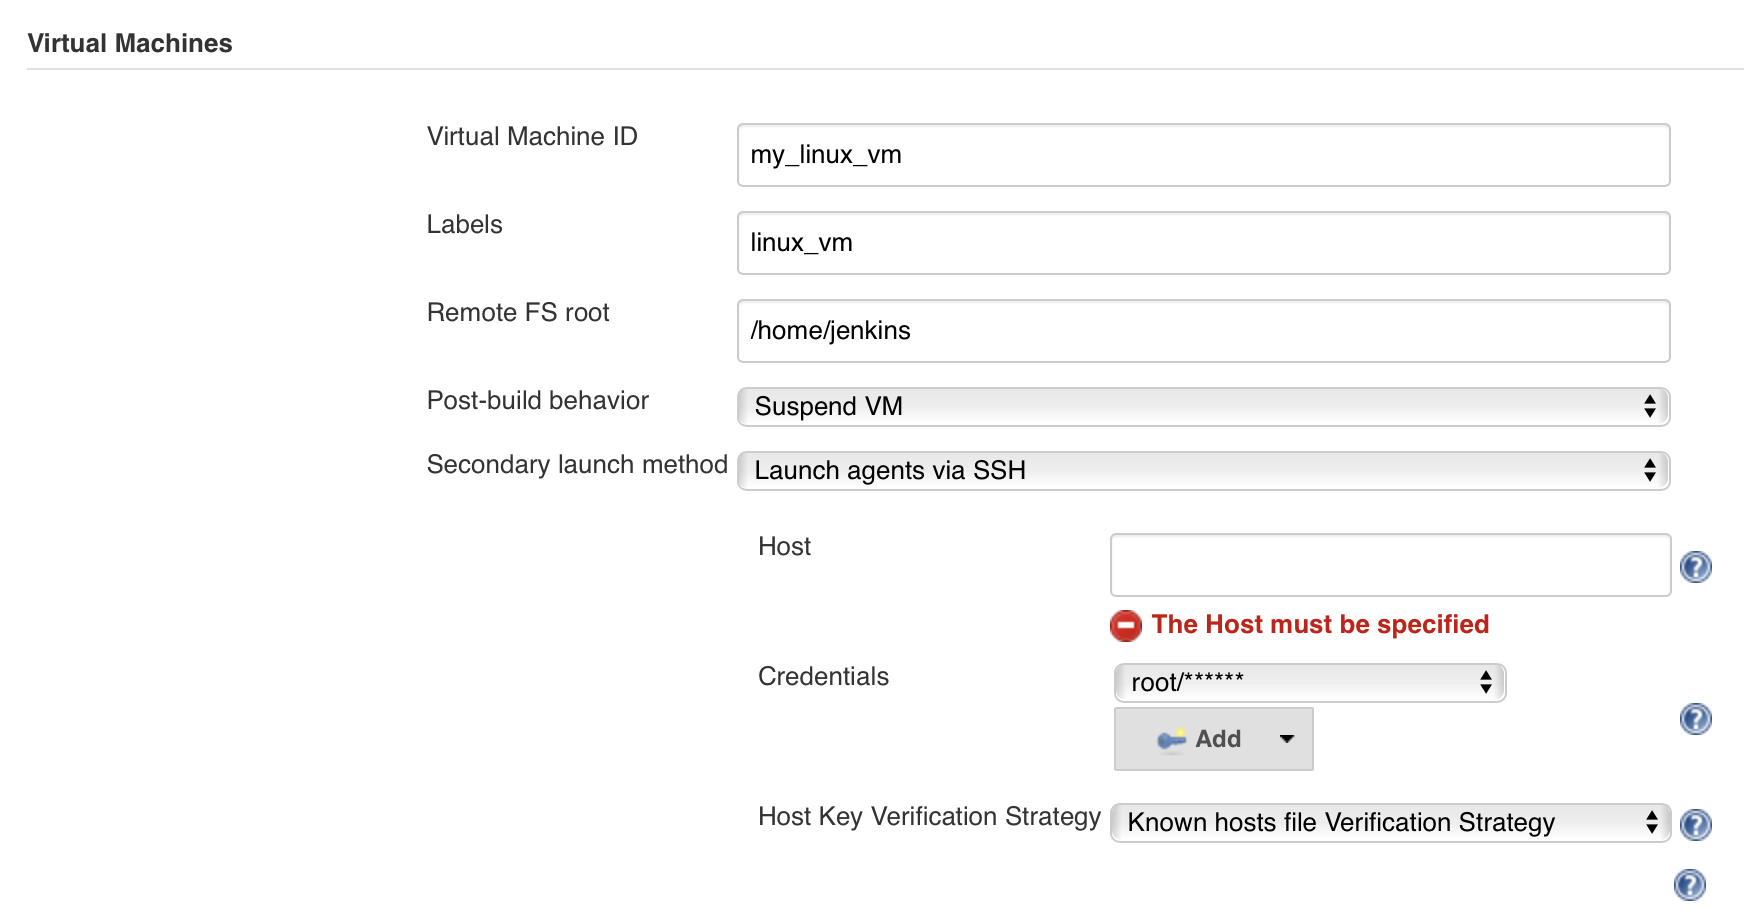 Virtual Machines
Virtual Machine ID
my_linux_vm
Labels
linux_vm
Remote FS root
/home/jenkins
Post-build behavior
Suspend VM
Secondary launch method
Launch agents via SSH
Host
?
The Host must be specified
Credentials
root/******
?
Add
Host Key Verification Strategy
Known hosts file Verification Strategy
?
?